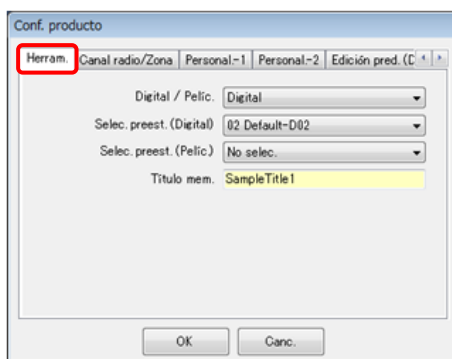 Conf. producto
Herram. Canal radio/Zona Personal.-1 Personal.-2 Edición pred. (D
Digital / Pelíc. Digital
Selec. preest. (Digital) 02 Default-D02
Selec. preest. (Pelíc.) No selec.
Título mem. SampleTitle1
OK Canc.